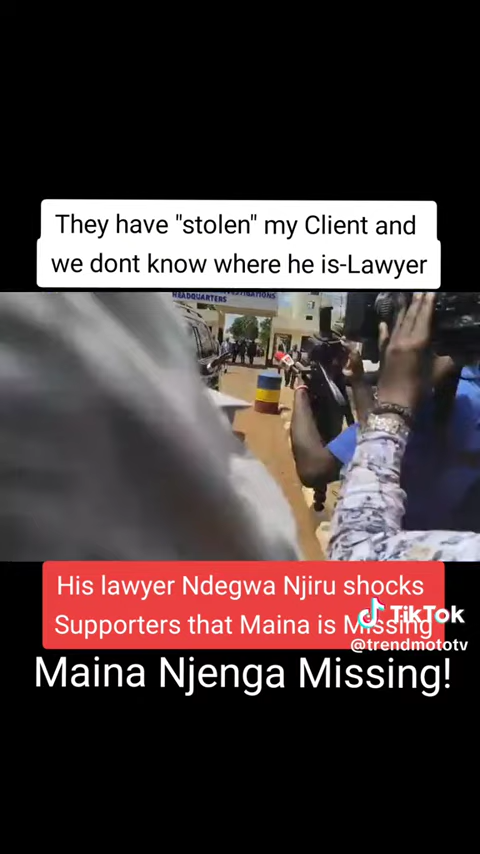 They have "stolen" my Client and
we dont know where he is-Lawyer
INVESTIGATIONS
HEADQUARTERS
His lawyer Ndegwa Njiru shocks
Supporters that Maina is Missing
TikTok
@trendmototv
Maina Njenga Missing!